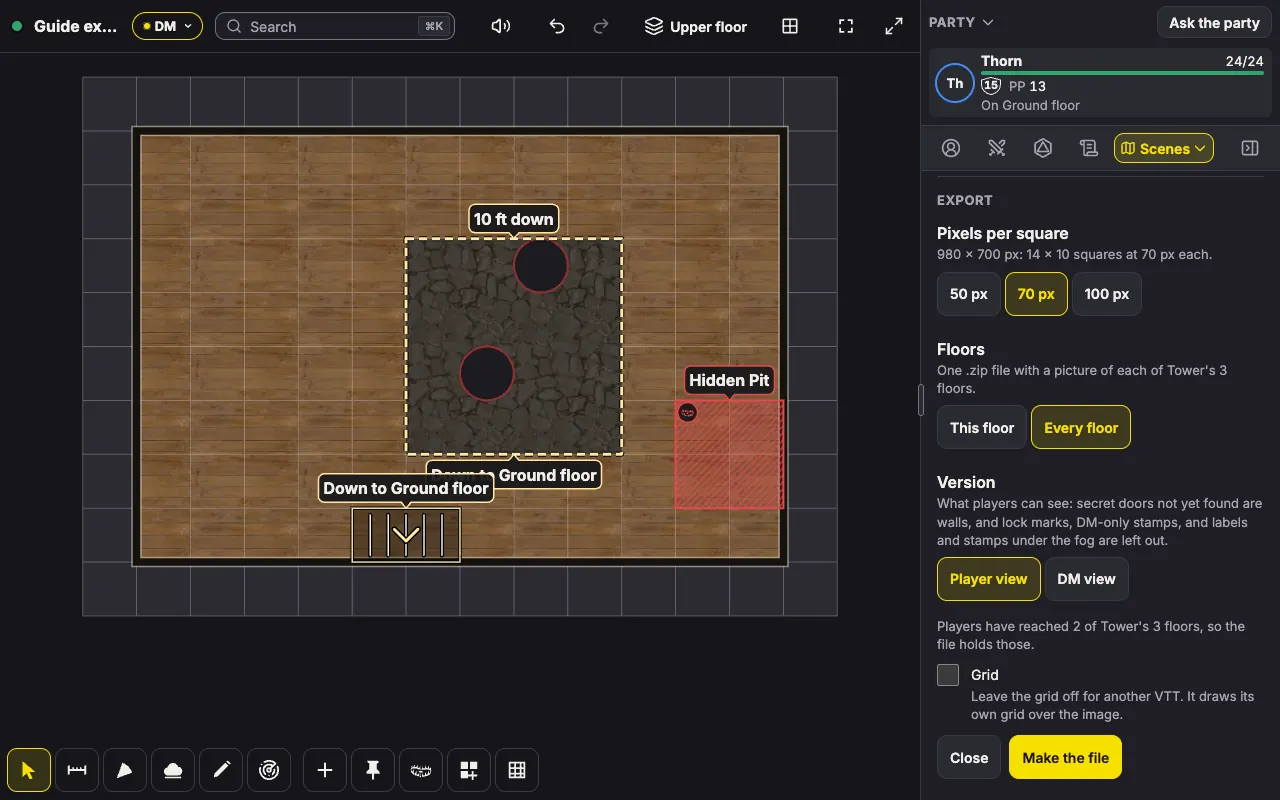 Guide ex...
DM
Search
⌘K
Upper floor
PARTY
Ask the party
Th
Thorn
24/24
15
PP 13
On Ground floor
Scenes
10 ft down
Hidden Pit
Down to Ground floor
Down to Ground floor
EXPORT
Pixels per square
980 × 700 px: 14 × 10 squares at 70 px each.
50 px
70 px
100 px
Floors
One .zip file with a picture of each of Tower's 3
floors.
This floor
Every floor
Version
What players can see: secret doors not yet found are
walls, and lock marks, DM-only stamps, and labels
and stamps under the fog are left out.
Player view
DM view
Players have reached 2 of Tower's 3 floors, so the
file holds those.
Grid
Leave the grid off for another VTT. It draws its
own grid over the image.
Close
Make the file